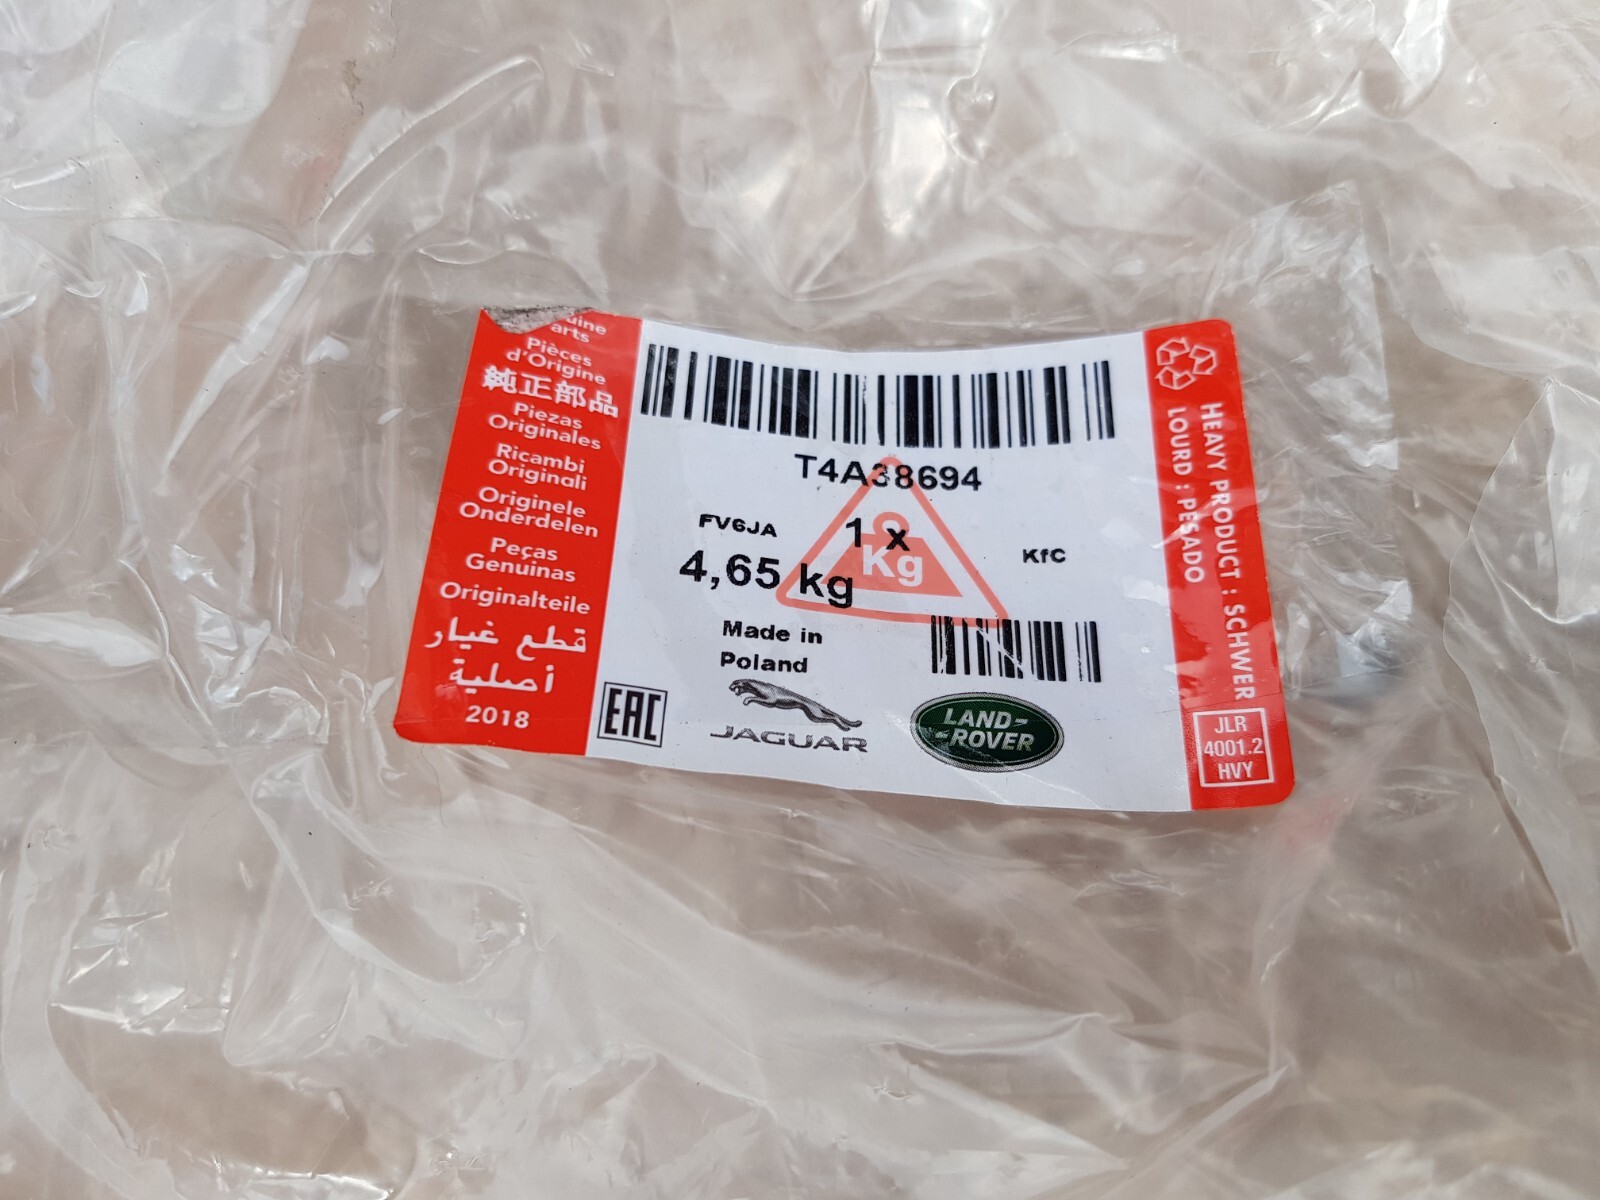 arts
Pièces
d'Origine
純正部品
Piezas
Originales
Ricambi
Originali
Originele
Onderdelen
Peças
Genuinas
Originalteile
قطع غيار
أصلية
2018
T4A38694
FV6JA
1 x
KfC
4,65 kg
Kg
Made in
Poland
EAC
JAGUAR
LAND-
-ROVER
HEAVY PRODUCT : SCHWER
LOURD : PESADO
JLR
4001.2
HVY